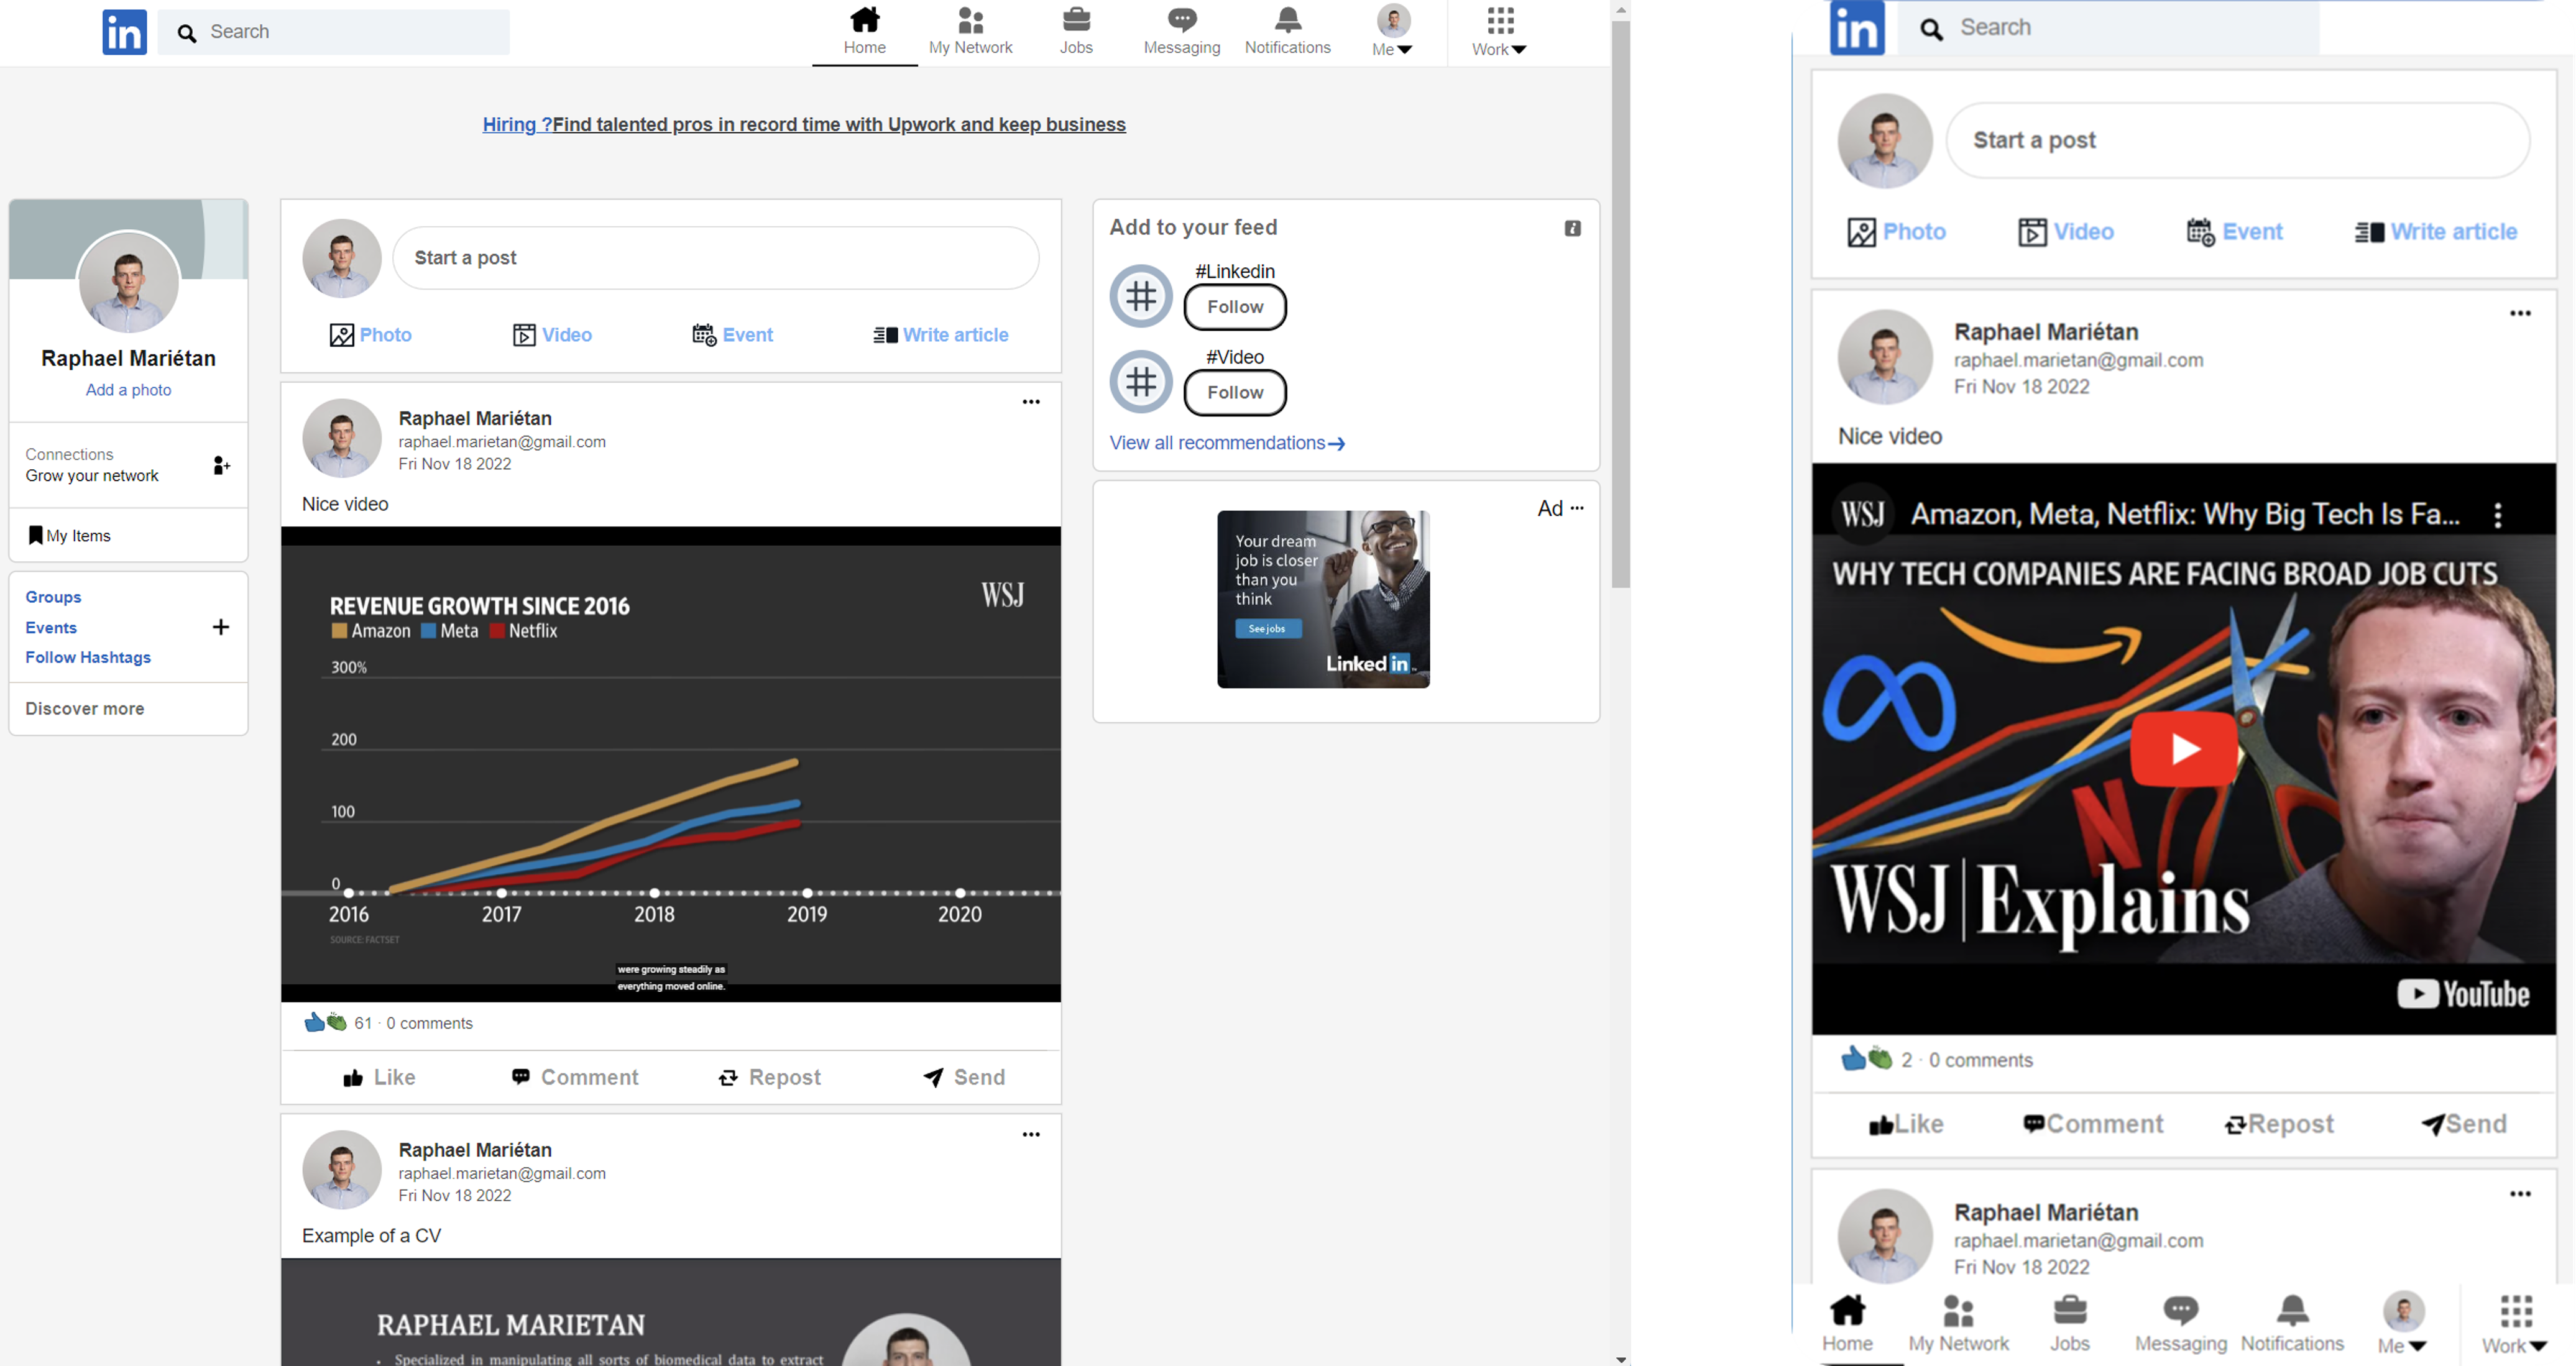 in Search
Home My Network Jobs Messaging Notifications Me Work
Hiring ?Find talented pros in record time with Upwork and keep business
Raphael Mariétan
Add a photo
Connections
Grow your network
My Items
Groups
Events
Follow Hashtags
Discover more
Start a post
Photo Video Event Write article
Raphael Mariétan
raphael.marietan@gmail.com
Fri Nov 18 2022
Nice video
WSJ
REVENUE GROWTH SINCE 2016
Amazon Meta Netflix
300%
200
100
0
2016 2017 2018 2019 2020
SOURCE: FACTSET
were growing steadily as
everything moved online.
61 · 0 comments
Like Comment Repost Send
Raphael Mariétan
raphael.marietan@gmail.com
Fri Nov 18 2022
Example of a CV
RAPHAEL MARIETAN
• Specialized in manipulating all sorts of biomedical data to extract
Add to your feed
#Linkedin
Follow
#Video
Follow
View all recommendations
Ad
Your dream
job is closer
than you
think
See jobs
Linked in
in Search
Start a post
Photo Video Event Write article
Raphael Mariétan
raphael.marietan@gmail.com
Fri Nov 18 2022
Nice video
WSJ Amazon, Meta, Netflix: Why Big Tech Is Fa...
WHY TECH COMPANIES ARE FACING BROAD JOB CUTS
N
WSJ|Explains
YouTube
2 · 0 comments
Like Comment Repost Send
Raphael Mariétan
raphael.marietan@gmail.com
Fri Nov 18 2022
Home My Network Jobs Messaging Notifications Me Work